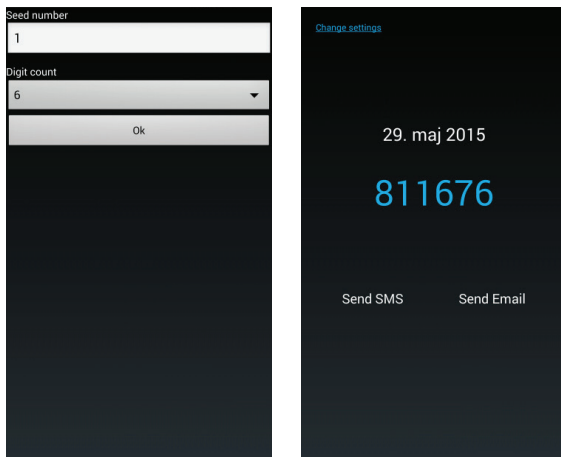 Seed number
1
Digit count
6
Ok
Change settings
29. maj 2015
811676
Send SMS
Send Email